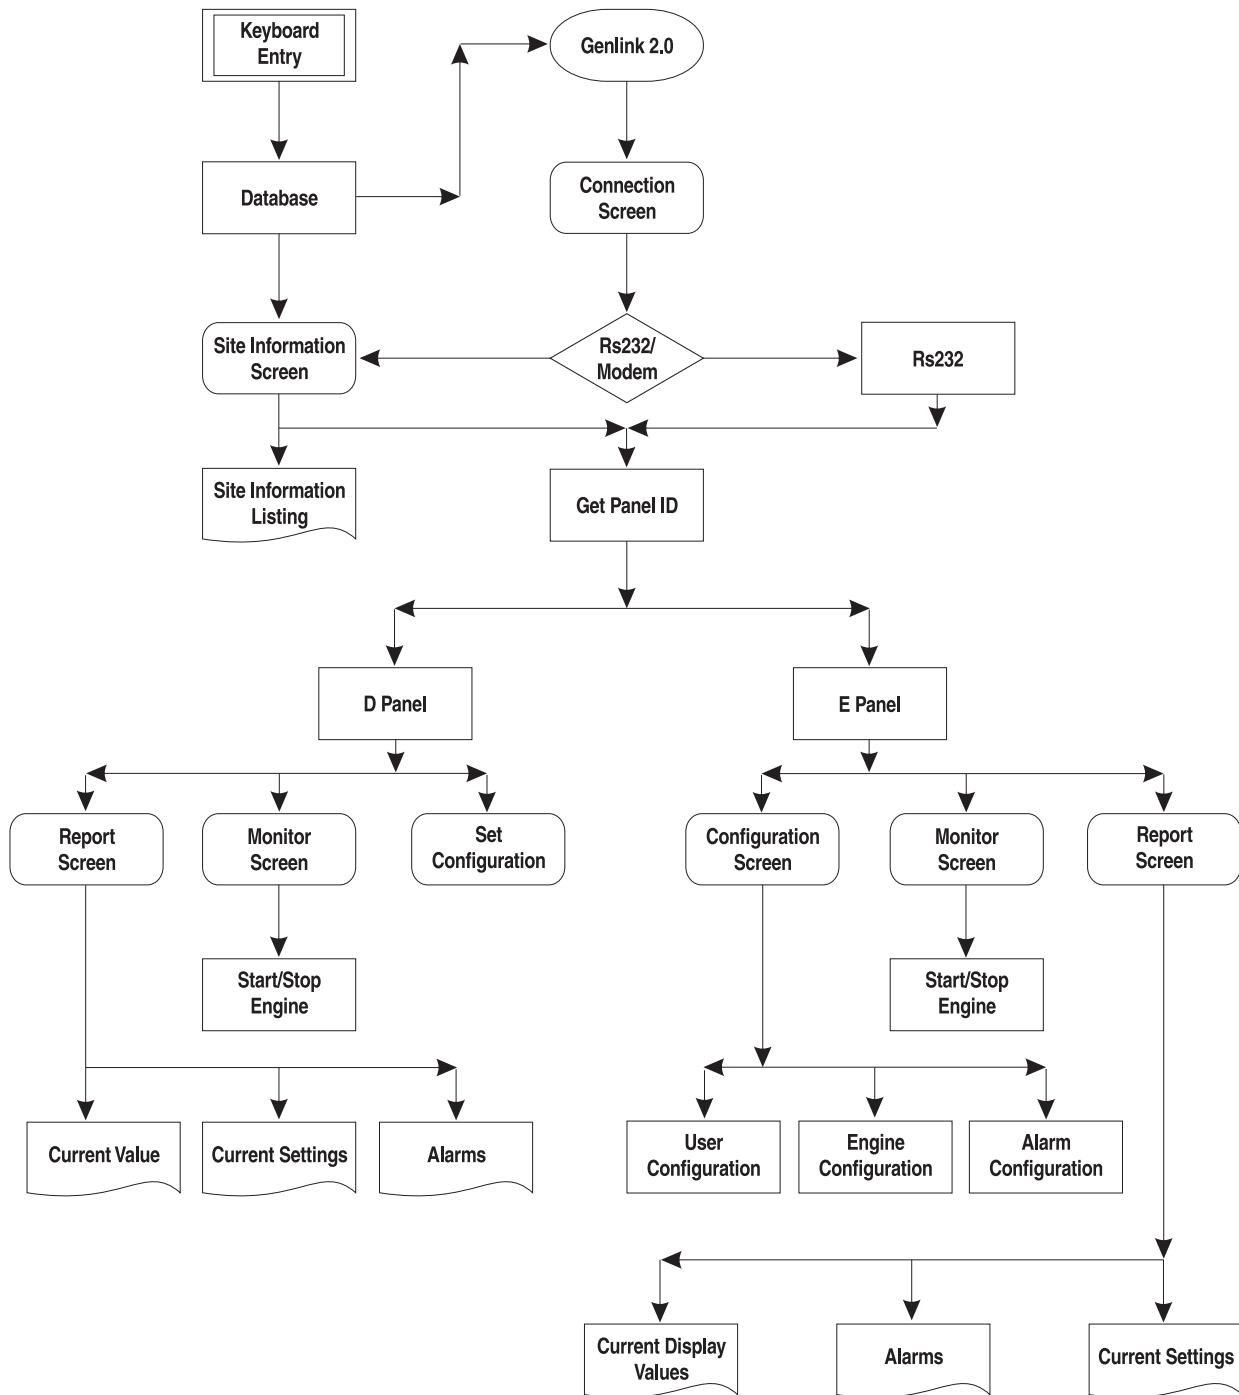 Keyboard
Entry
Genlink 2.0
Database
Connection
Screen
Site Information
Screen
Rs232/
Modem
Rs232
Site Information
Listing
Get Panel ID
D Panel
E Panel
Report
Screen
Monitor
Screen
Set
Configuration
Configuration
Screen
Monitor
Screen
Report
Screen
Start/Stop
Engine
Start/Stop
Engine
Current Value
Current Settings
Alarms
User
Configuration
Engine
Configuration
Alarm
Configuration
Current Display
Values
Alarms
Current Settings